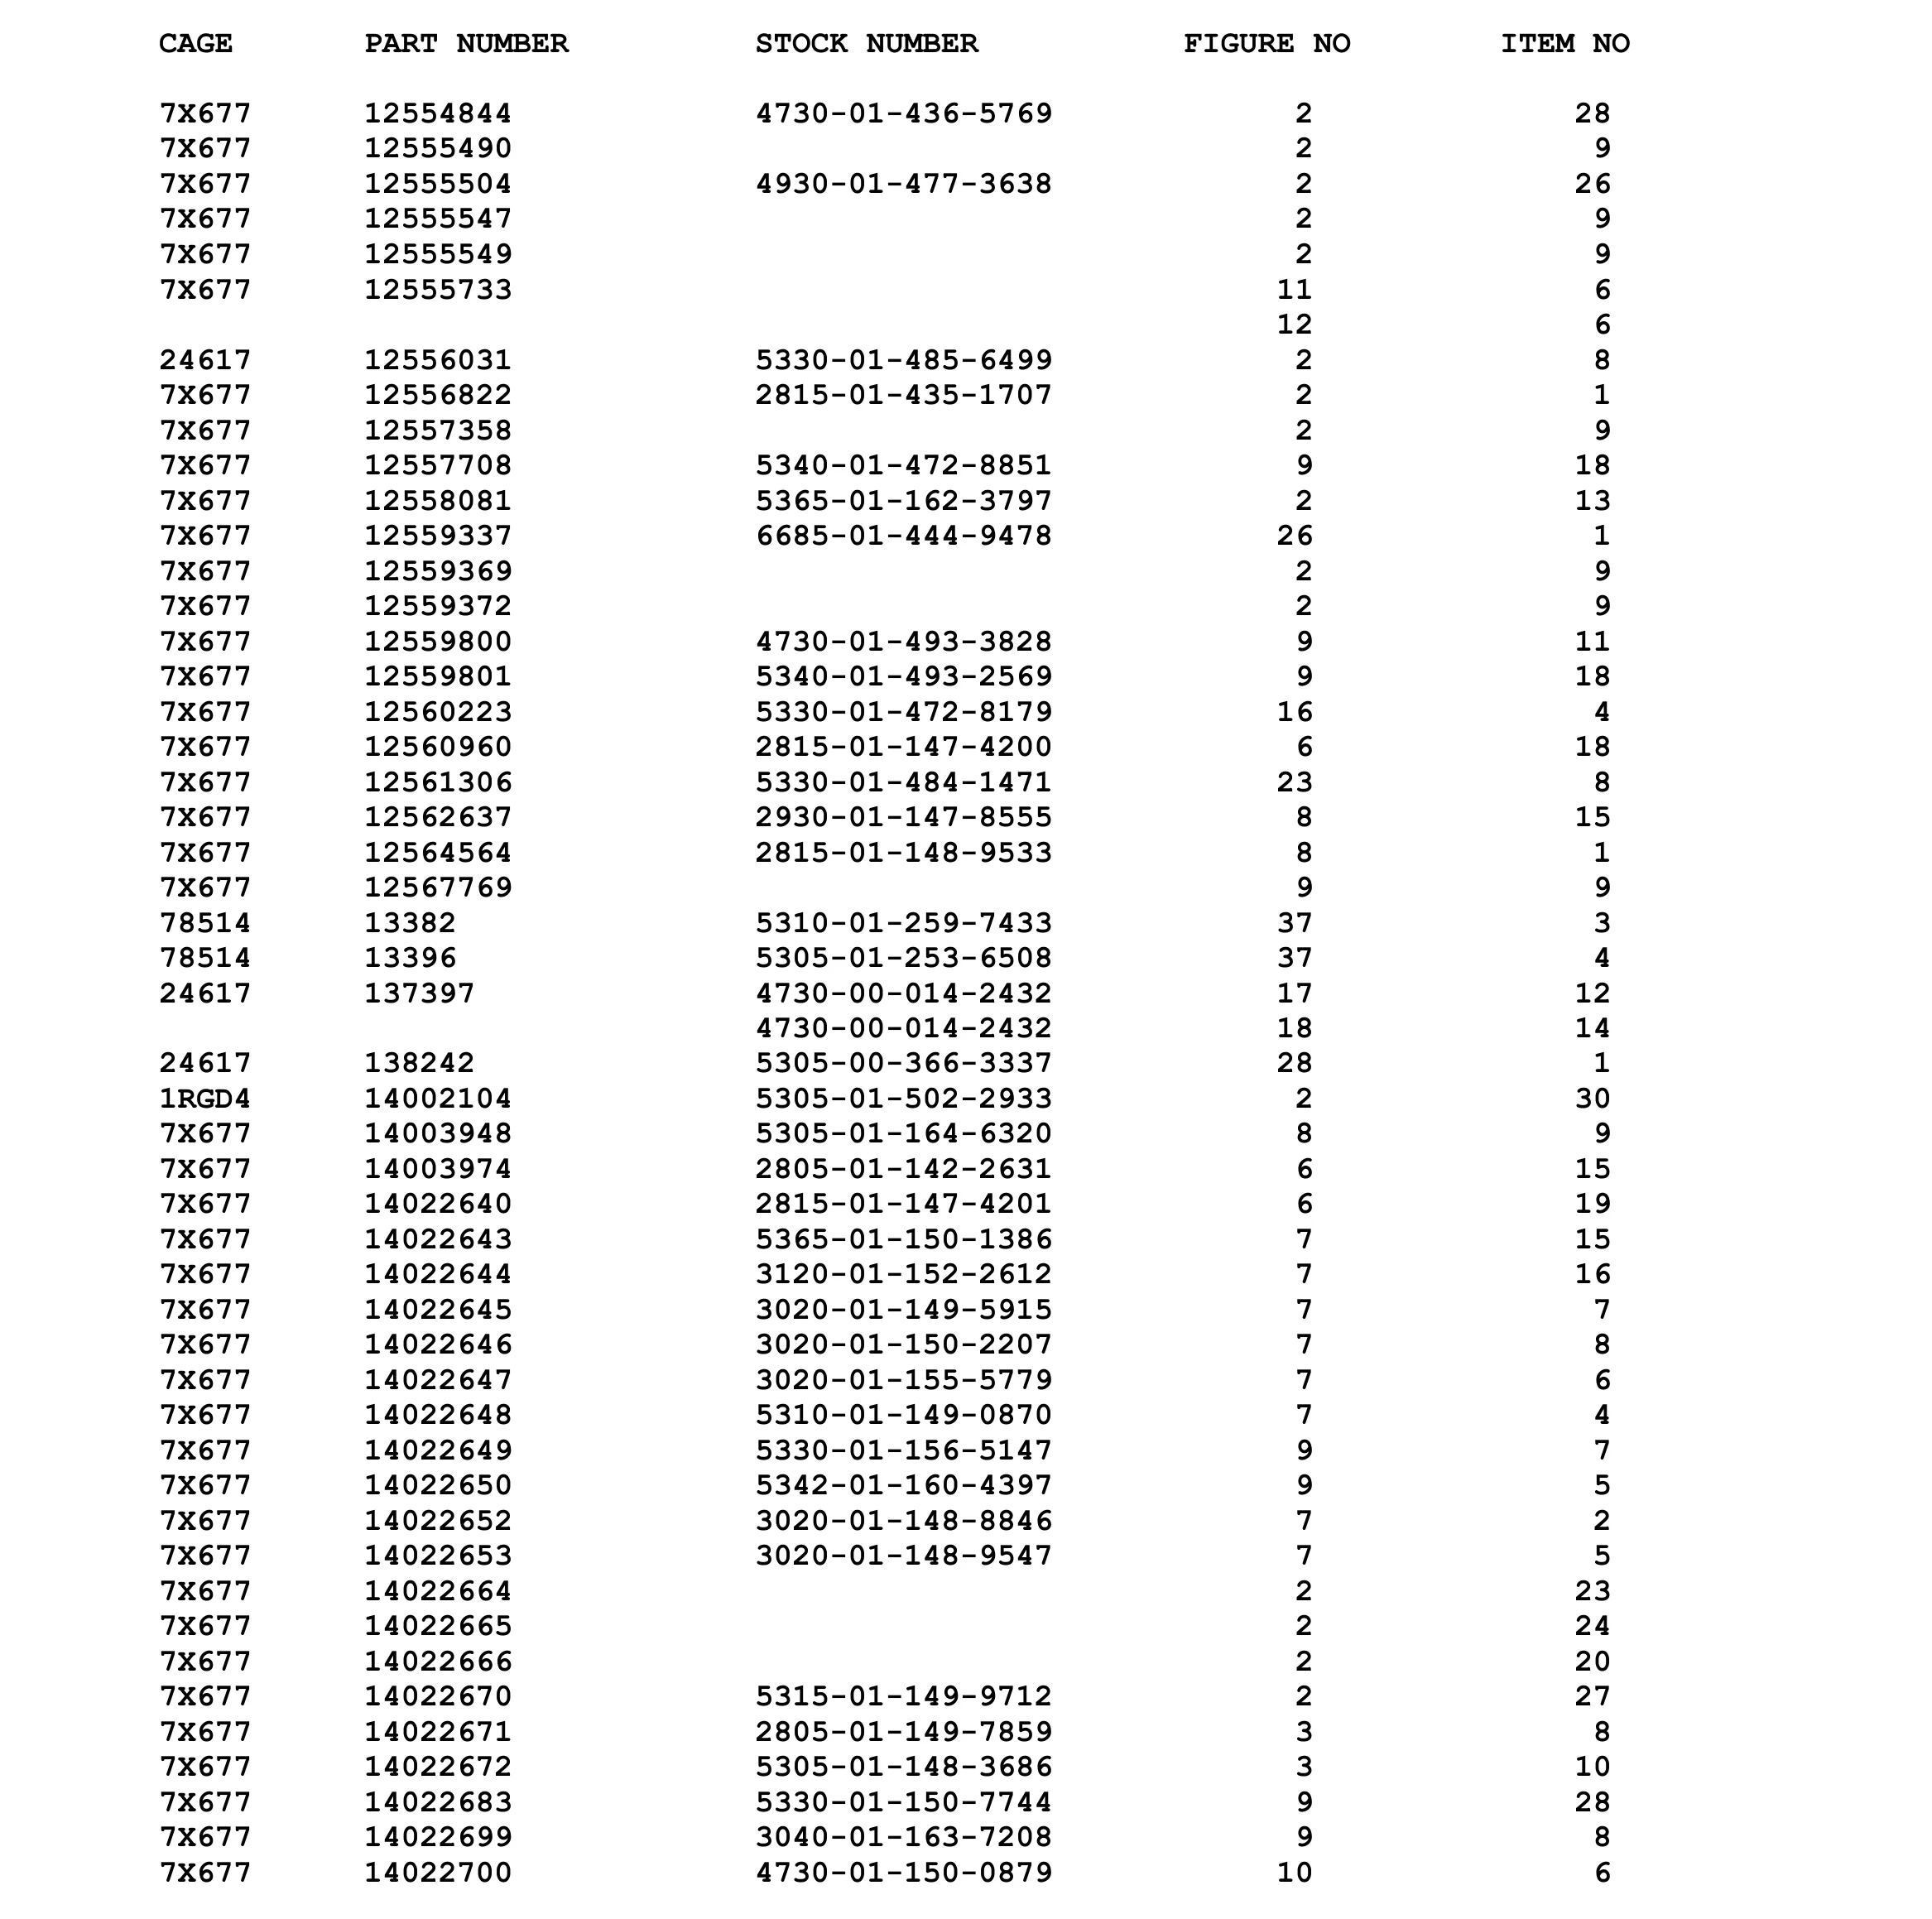 CAGE PART NUMBER STOCK NUMBER FIGURE NO ITEM NO
7X677 12554844 4730-01-436-5769 2 28
7X677 12555490 2 9
7X677 12555504 4930-01-477-3638 2 26
7X677 12555547 2 9
7X677 12555549 2 9
7X677 12555733 11 6
12 6
24617 12556031 5330-01-485-6499 2 8
7X677 12556822 2815-01-435-1707 2 1
7X677 12557358 2 9
7X677 12557708 5340-01-472-8851 9 18
7X677 12558081 5365-01-162-3797 2 13
7X677 12559337 6685-01-444-9478 26 1
7X677 12559369 2 9
7X677 12559372 2 9
7X677 12559800 4730-01-493-3828 9 11
7X677 12559801 5340-01-493-2569 9 18
7X677 12560223 5330-01-472-8179 16 4
7X677 12560960 2815-01-147-4200 6 18
7X677 12561306 5330-01-484-1471 23 8
7X677 12562637 2930-01-147-8555 8 15
7X677 12564564 2815-01-148-9533 8 1
7X677 12567769 9 9
78514 13382 5310-01-259-7433 37 3
78514 13396 5305-01-253-6508 37 4
24617 137397 4730-00-014-2432 17 12
4730-00-014-2432 18 14
24617 138242 5305-00-366-3337 28 1
1RGD4 14002104 5305-01-502-2933 2 30
7X677 14003948 5305-01-164-6320 8 9
7X677 14003974 2805-01-142-2631 6 15
7X677 14022640 2815-01-147-4201 6 19
7X677 14022643 5365-01-150-1386 7 15
7X677 14022644 3120-01-152-2612 7 16
7X677 14022645 3020-01-149-5915 7 7
7X677 14022646 3020-01-150-2207 7 8
7X677 14022647 3020-01-155-5779 7 6
7X677 14022648 5310-01-149-0870 7 4
7X677 14022649 5330-01-156-5147 9 7
7X677 14022650 5342-01-160-4397 9 5
7X677 14022652 3020-01-148-8846 7 2
7X677 14022653 3020-01-148-9547 7 5
7X677 14022664 2 23
7X677 14022665 2 24
7X677 14022666 2 20
7X677 14022670 5315-01-149-9712 2 27
7X677 14022671 2805-01-149-7859 3 8
7X677 14022672 5305-01-148-3686 3 10
7X677 14022683 5330-01-150-7744 9 28
7X677 14022699 3040-01-163-7208 9 8
7X677 14022700 4730-01-150-0879 10 6